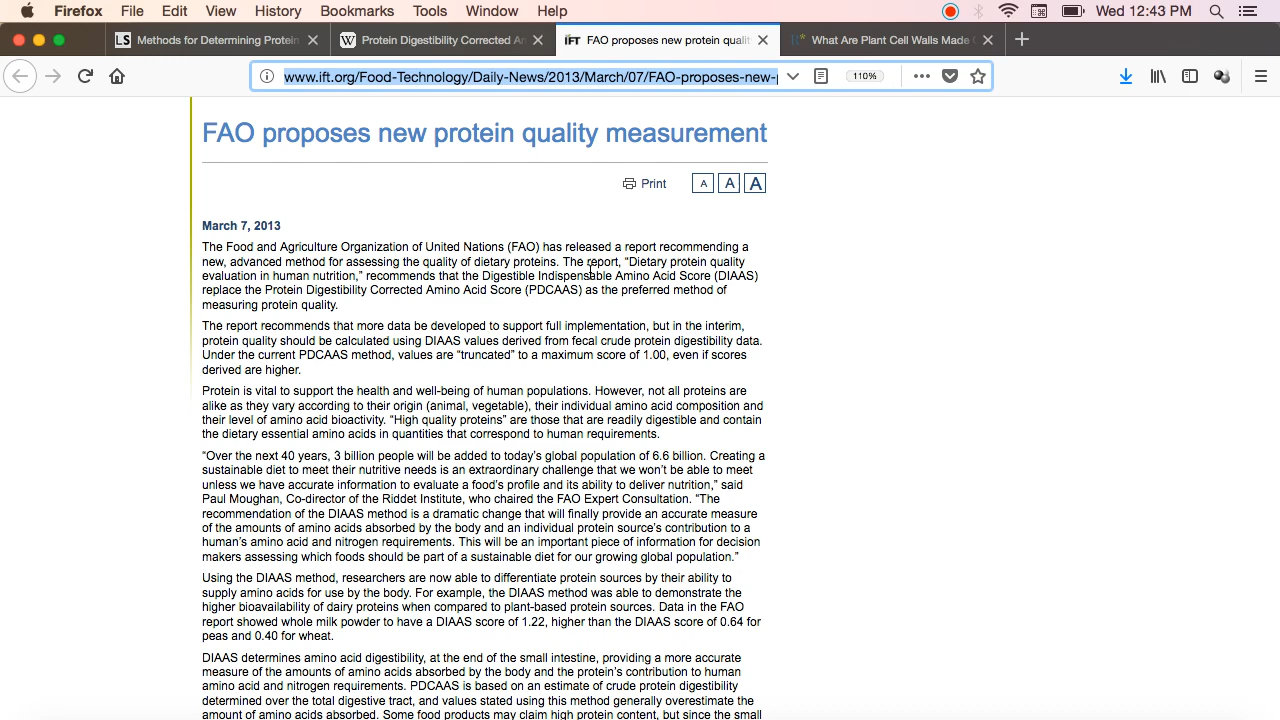 Firefox File Edit View History Bookmarks Tools Window Help Wed 12:43 PM
LS Methods for Determining Protein W Protein Digestibility Corrected Am IFT FAO proposes new protein quali What Are Plant Cell Walls Made
www.ift.org/Food-Technology/Daily-News/2013/March/07/FAO-proposes-new- 110%
FAO proposes new protein quality measurement
Print A A A
March 7, 2013
The Food and Agriculture Organization of United Nations (FAO) has released a report recommending a
new, advanced method for assessing the quality of dietary proteins. The report, “Dietary protein quality
evaluation in human nutrition,” recommends that the Digestible Indispensable Amino Acid Score (DIAAS)
replace the Protein Digestibility Corrected Amino Acid Score (PDCAAS) as the preferred method of
measuring protein quality.
The report recommends that more data be developed to support full implementation, but in the interim,
protein quality should be calculated using DIAAS values derived from fecal crude protein digestibility data.
Under the current PDCAAS method, values are “truncated” to a maximum score of 1.00, even if scores
derived are higher.
Protein is vital to support the health and well-being of human populations. However, not all proteins are
alike as they vary according to their origin (animal, vegetable), their individual amino acid composition and
their level of amino acid bioactivity. “High quality proteins” are those that are readily digestible and contain
the dietary essential amino acids in quantities that correspond to human requirements.
“Over the next 40 years, 3 billion people will be added to today’s global population of 6.6 billion. Creating a
sustainable diet to meet their nutritive needs is an extraordinary challenge that we won’t be able to meet
unless we have accurate information to evaluate a food’s profile and its ability to deliver nutrition,” said
Paul Moughan, Co-director of the Riddet Institute, who chaired the FAO Expert Consultation. “The
recommendation of the DIAAS method is a dramatic change that will finally provide an accurate measure
of the amounts of amino acids absorbed by the body and an individual protein source’s contribution to a
human’s amino acid and nitrogen requirements. This will be an important piece of information for decision
makers assessing which foods should be part of a sustainable diet for our growing global population.”
Using the DIAAS method, researchers are now able to differentiate protein sources by their ability to
supply amino acids for use by the body. For example, the DIAAS method was able to demonstrate the
higher bioavailability of dairy proteins when compared to plant-based protein sources. Data in the FAO
report showed whole milk powder to have a DIAAS score of 1.22, higher than the DIAAS score of 0.64 for
peas and 0.40 for wheat.
DIAAS determines amino acid digestibility, at the end of the small intestine, providing a more accurate
measure of the amounts of amino acids absorbed by the body and the protein’s contribution to human
amino acid and nitrogen requirements. PDCAAS is based on an estimate of crude protein digestibility
determined over the total digestive tract, and values stated using this method generally overestimate the
amount of amino acids absorbed. Some food products may claim high protein content, but since the small